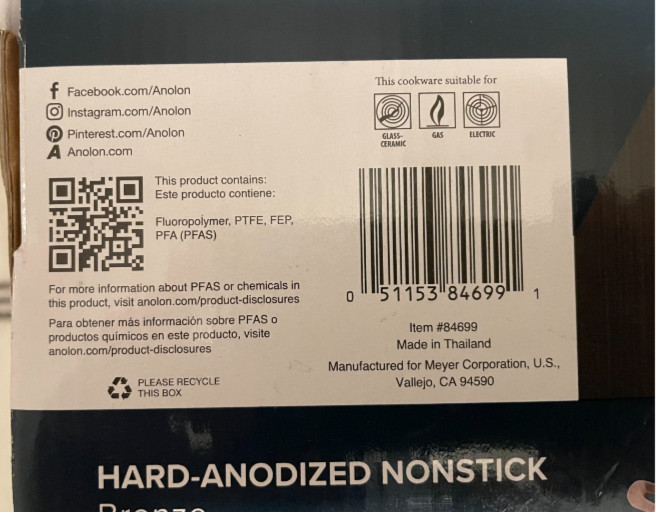 Facebook.com/Anolon
Instagram.com/Anolon
Pinterest.com/Anolon
Anolon.com
This product contains:
Este producto contiene:
Fluoropolymer, PTFE, FEP,
PFA (PFAS)
For more information about PFAS or chemicals in
this product, visit anolon.com/product-disclosures
Para obtener más información sobre PFAS o
productos químicos en este producto, visite
anolon.com/product-disclosures
PLEASE RECYCLE
THIS BOX
This cookware suitable for
GLASS-
CERAMIC
GAS
ELECTRIC
0 51153 84699 1
Item #84699
Made in Thailand
Manufactured for Meyer Corporation, U.S.,
Vallejo, CA 94590
HARD-ANODIZED NONSTICK
Bronze